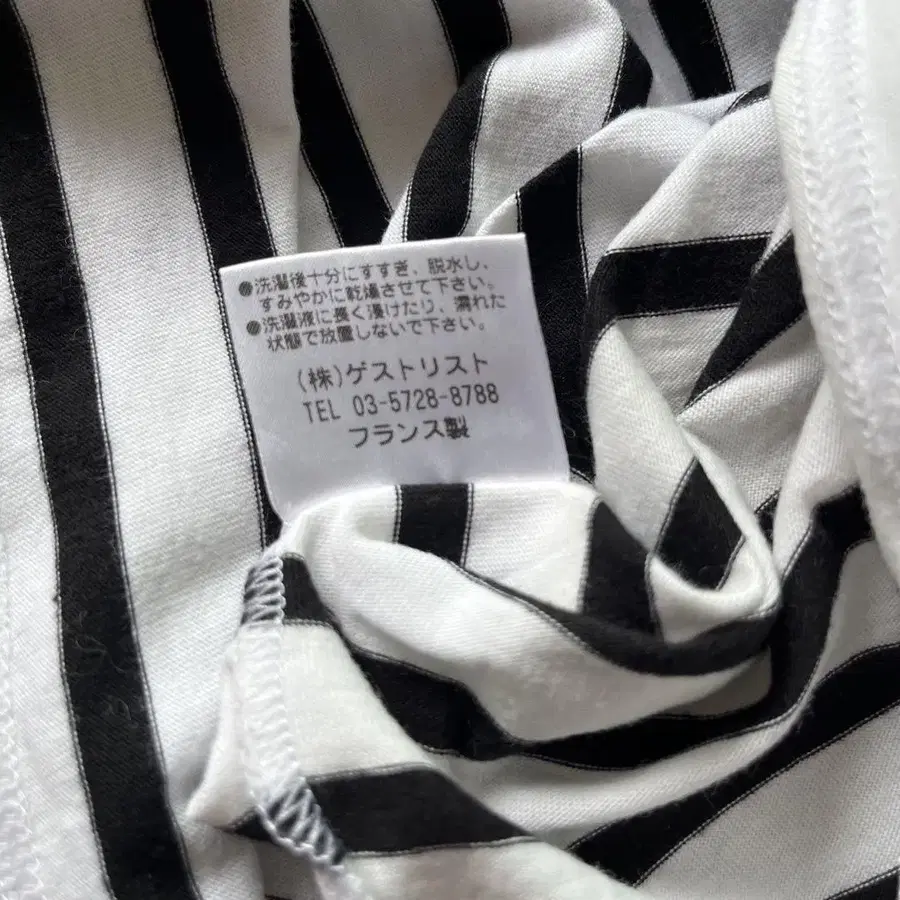 ●洗濯後十分にすすぎ、脱水し、
すみやかに乾燥させて下さい。
●洗濯液に長く浸けたり、濡れた
状態で放置しないで下さい。
(株)ゲストリスト
TEL 03-5728-8788
フランス製